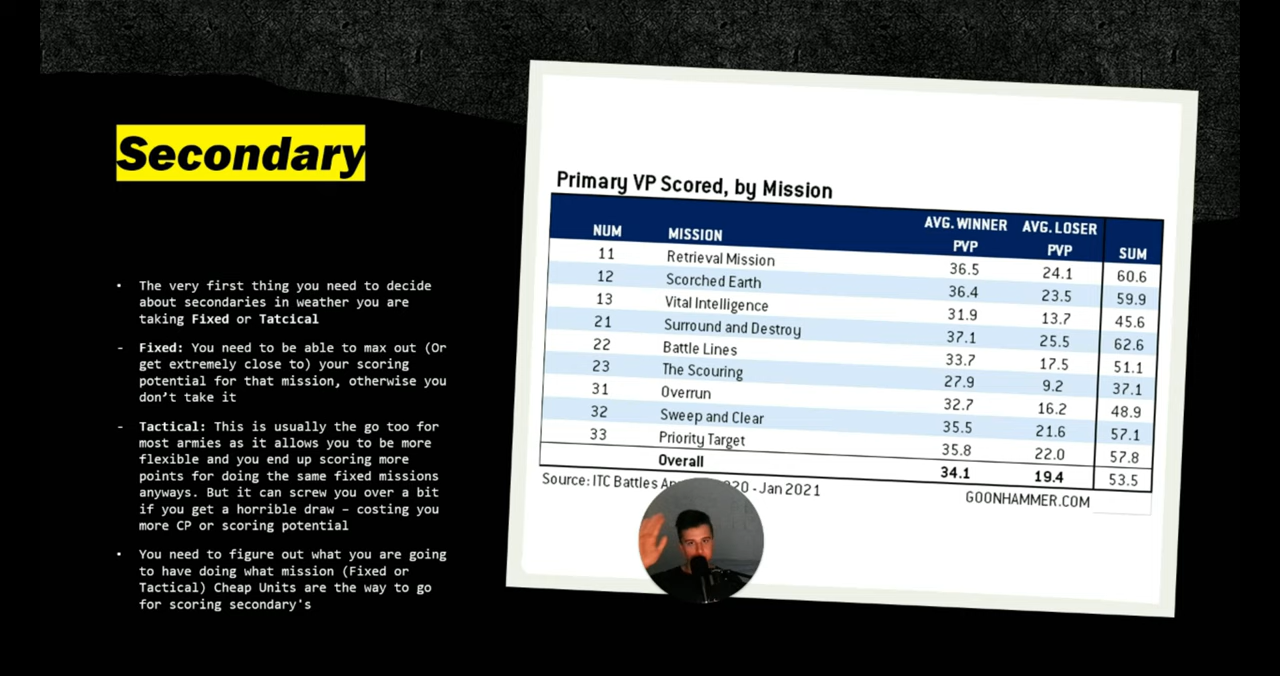 Secondary
• The very first thing you need to decide
about secondaries in weather you are
taking Fixed or Tatcical
- Fixed: You need to be able to max out (Or
get extremely close to) your scoring
potential for that mission, otherwise you
don't take it
- Tactical: This is usually the go too for
most armies as it allows you to be more
flexible and you end up scoring more
points for doing the same fixed missions
anyways. But it can screw you over a bit
if you get a horrible draw – costing you
more CP or scoring potential
• You need to figure out what you are going
to have doing what mission (Fixed or
Tactical) Cheap Units are the way to go
for scoring secondary's
Primary VP Scored, by Mission
NUM MISSION AVG. WINNER PVP AVG. LOSER PVP SUM
11 Retrieval Mission 36.5 24.1 60.6
12 Scorched Earth 36.4 23.5 59.9
13 Vital Intelligence 31.9 13.7 45.6
21 Surround and Destroy 37.1 25.5 62.6
22 Battle Lines 33.7 17.5 51.1
23 The Scouring 27.9 9.2 37.1
31 Overrun 32.7 16.2 48.9
32 Sweep and Clear 35.5 21.6 57.1
33 Priority Target 35.8 22.0 57.8
Overall 34.1 19.4 53.5
Source: ITC Battles - Jan 2021
GOONHAMMER.COM